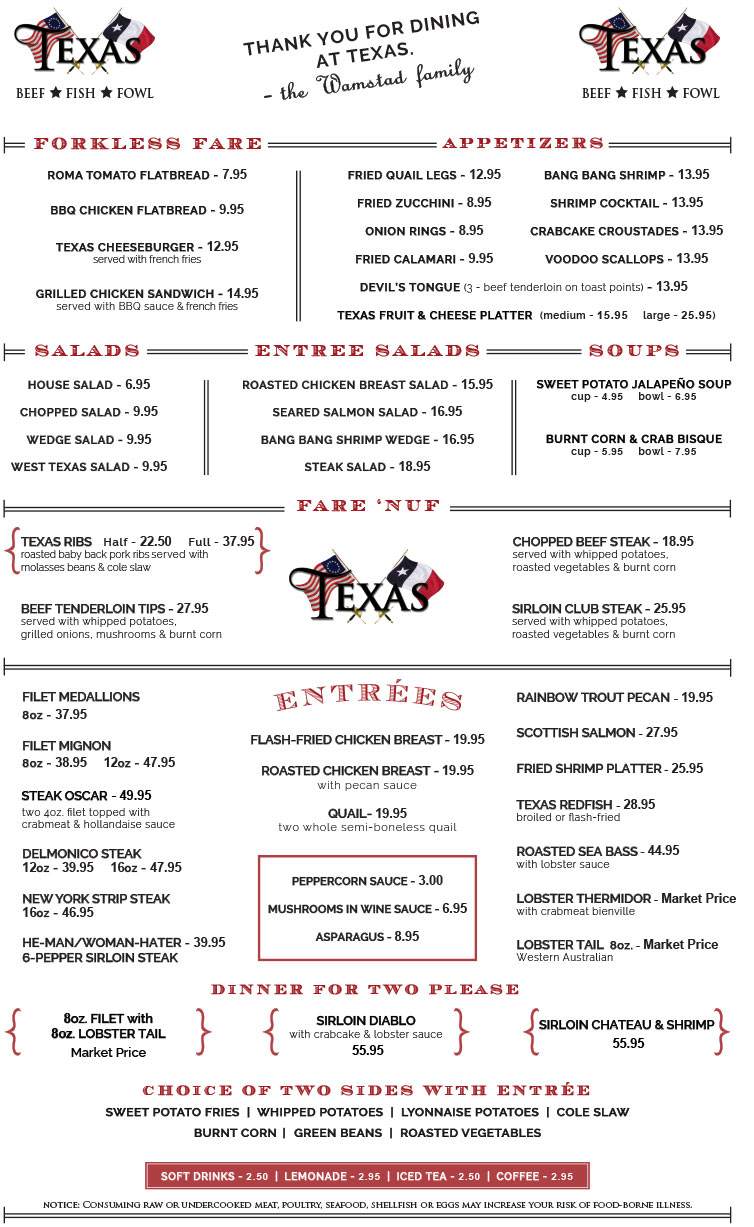 TEXAS
BEEF ★ FISH ★ FOWL
THANK YOU FOR DINING
AT TEXAS.
- the Wamstad family
TEXAS
BEEF ★ FISH ★ FOWL
FORKLESS FARE
ROMA TOMATO FLATBREAD - 7.95
BBQ CHICKEN FLATBREAD - 9.95
TEXAS CHEESEBURGER - 12.95
served with french fries
GRILLED CHICKEN SANDWICH - 14.95
served with BBQ sauce & french fries
APPETIZERS
FRIED QUAIL LEGS - 12.95
FRIED ZUCCHINI - 8.95
ONION RINGS - 8.95
FRIED CALAMARI - 9.95
BANG BANG SHRIMP - 13.95
SHRIMP COCKTAIL - 13.95
CRABCAKE CROUSTADES - 13.95
VOODOO SCALLOPS - 13.95
DEVIL'S TONGUE (3 - beef tenderloin on toast points) - 13.95
TEXAS FRUIT & CHEESE PLATTER (medium - 15.95 large - 25.95)
SALADS
HOUSE SALAD - 6.95
CHOPPED SALAD - 9.95
WEDGE SALAD - 9.95
WEST TEXAS SALAD - 9.95
ENTREE SALADS
ROASTED CHICKEN BREAST SALAD - 15.95
SEARED SALMON SALAD - 16.95
BANG BANG SHRIMP WEDGE - 16.95
STEAK SALAD - 18.95
SOUPS
SWEET POTATO JALAPEÑO SOUP
cup - 4.95 bowl - 6.95
BURNT CORN & CRAB BISQUE
cup - 5.95 bowl - 7.95
FARE 'NUF
TEXAS RIBS Half - 22.50 Full - 37.95
roasted baby back pork ribs served with
molasses beans & cole slaw
BEEF TENDERLOIN TIPS - 27.95
served with whipped potatoes,
grilled onions, mushrooms & burnt corn
TEXAS
CHOPPED BEEF STEAK - 18.95
served with whipped potatoes,
roasted vegetables & burnt corn
SIRLOIN CLUB STEAK - 25.95
served with whipped potatoes,
roasted vegetables & burnt corn
ENTRÉES
FILET MEDALLIONS
8oz - 37.95
FILET MIGNON
8oz - 38.95 12oz - 47.95
STEAK OSCAR - 49.95
two 4oz. filet topped with
crabmeat & hollandaise sauce
DELMONICO STEAK
12oz - 39.95 16oz - 47.95
NEW YORK STRIP STEAK
16oz - 46.95
HE-MAN/WOMAN-HATER - 39.95
6-PEPPER SIRLOIN STEAK
FLASH-FRIED CHICKEN BREAST - 19.95
ROASTED CHICKEN BREAST - 19.95
with pecan sauce
QUAIL- 19.95
two whole semi-boneless quail
PEPPERCORN SAUCE - 3.00
MUSHROOMS IN WINE SAUCE - 6.95
ASPARAGUS - 8.95
RAINBOW TROUT PECAN - 19.95
SCOTTISH SALMON - 27.95
FRIED SHRIMP PLATTER - 25.95
TEXAS REDFISH - 28.95
broiled or flash-fried
ROASTED SEA BASS - 44.95
with lobster sauce
LOBSTER THERMIDOR - Market Price
with crabmeat bienville
LOBSTER TAIL 8oz. - Market Price
Western Australian
DINNER FOR TWO PLEASE
8oz. FILET with
8oz. LOBSTER TAIL
Market Price
SIRLOIN DIABLO
with crabcake & lobster sauce
55.95
SIRLOIN CHATEAU & SHRIMP
55.95
CHOICE OF TWO SIDES WITH ENTRÉE
SWEET POTATO FRIES | WHIPPED POTATOES | LYONNAISE POTATOES | COLE SLAW
BURNT CORN | GREEN BEANS | ROASTED VEGETABLES
SOFT DRINKS - 2.50 | LEMONADE - 2.95 | ICED TEA - 2.50 | COFFEE - 2.95
NOTICE: CONSUMING RAW OR UNDERCOOKED MEAT, POULTRY, SEAFOOD, SHELLFISH OR EGGS MAY INCREASE YOUR RISK OF FOOD-BORNE ILLNESS.